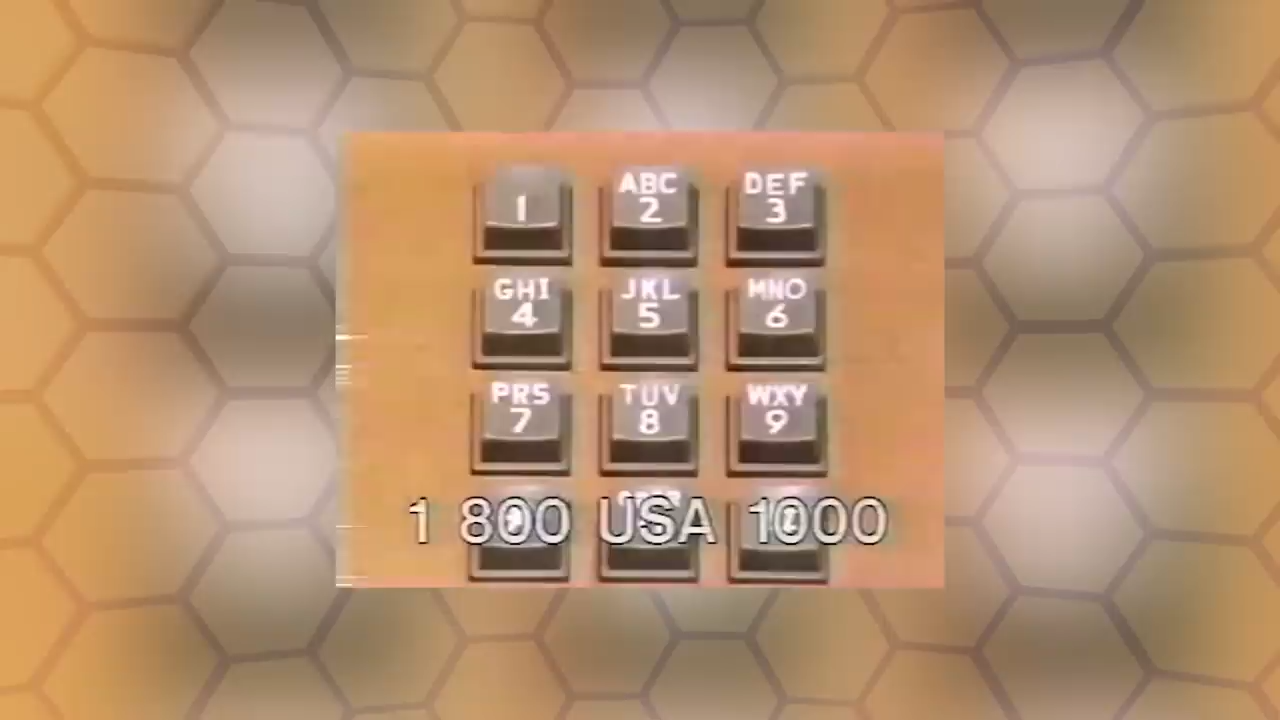 1 ABC 2 DEF 3
GHI 4 JKL 5 MNO 6
PRS 7 TUV 8 WXY 9
1 800 USA 1000